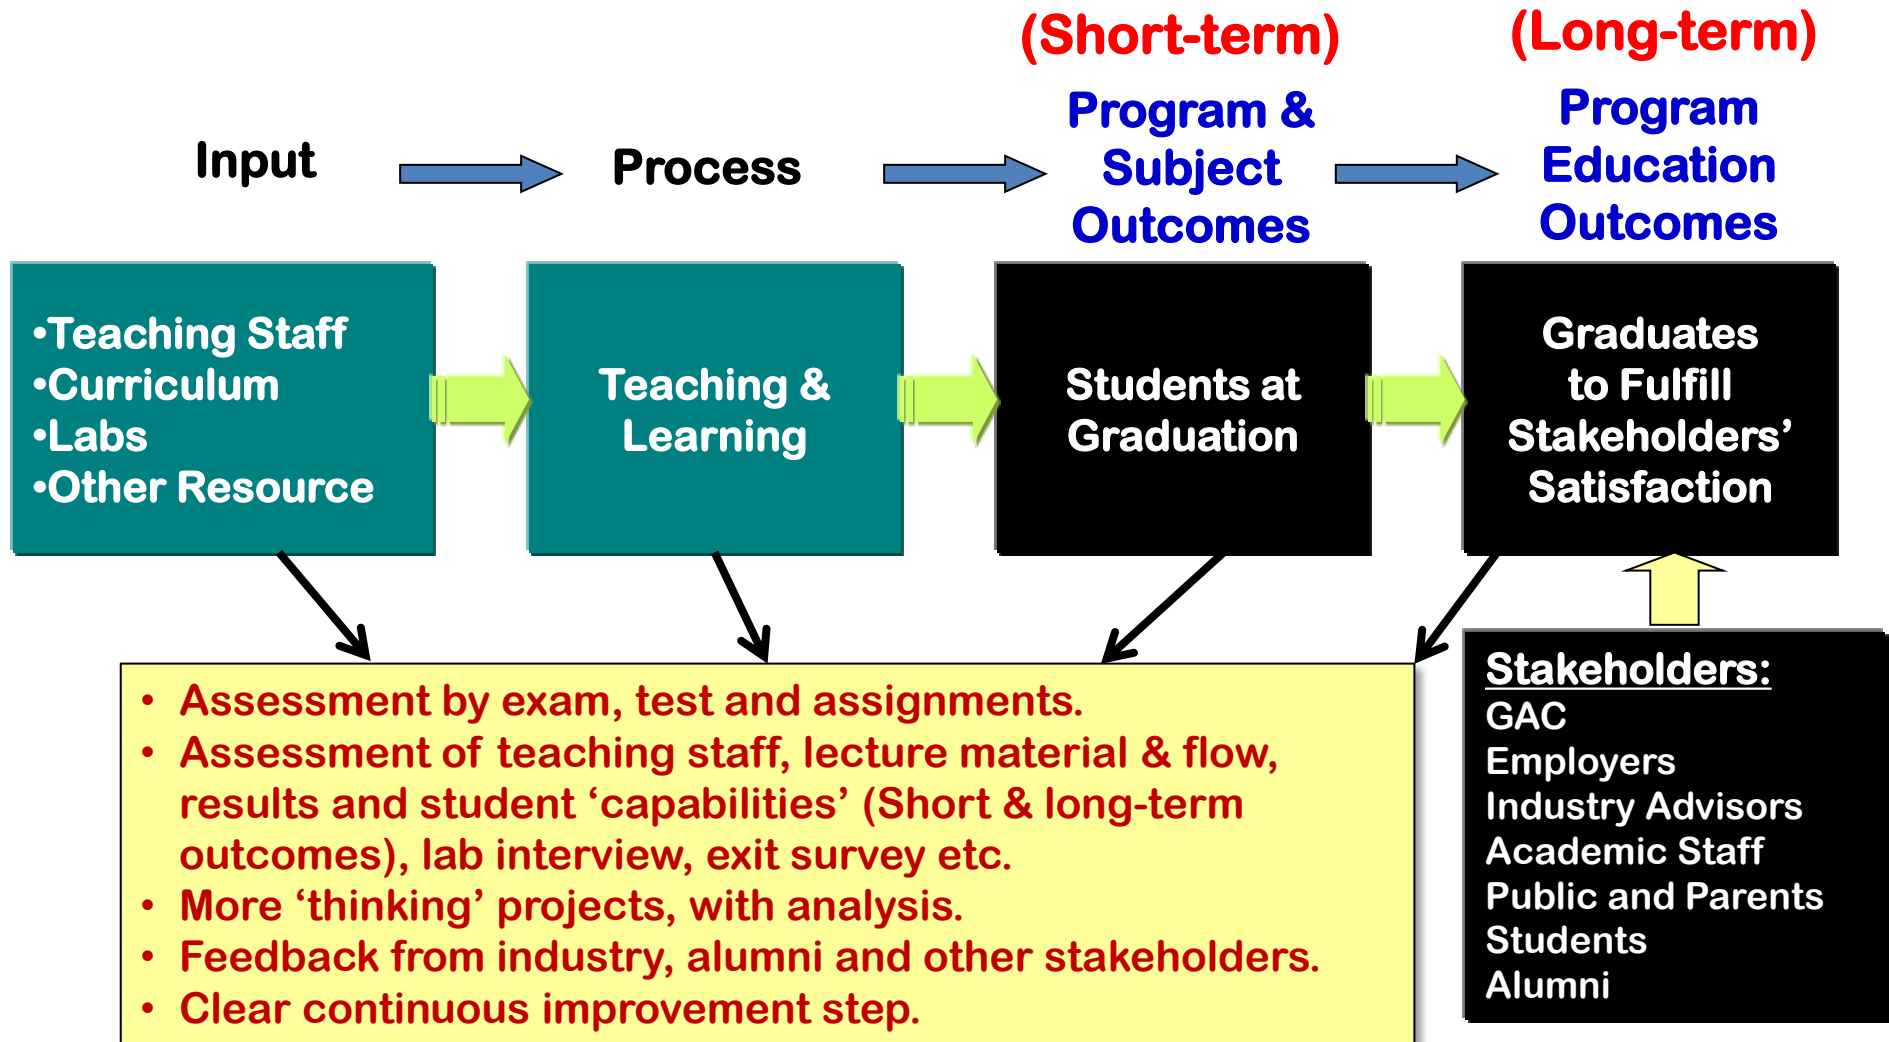 (Short-term)
(Long-term)
Input
Process
Program &
Subject
Outcomes
Program
Education
Outcomes
•Teaching Staff
•Curriculum
•Labs
•Other Resource
Teaching &
Learning
Students at
Graduation
Graduates
to Fulfill
Stakeholders’
Satisfaction
• Assessment by exam, test and assignments.
• Assessment of teaching staff, lecture material & flow,
results and student ‘capabilities’ (Short & long-term
outcomes), lab interview, exit survey etc.
• More ‘thinking’ projects, with analysis.
• Feedback from industry, alumni and other stakeholders.
• Clear continuous improvement step.
Stakeholders:
GAC
Employers
Industry Advisors
Academic Staff
Public and Parents
Students
Alumni